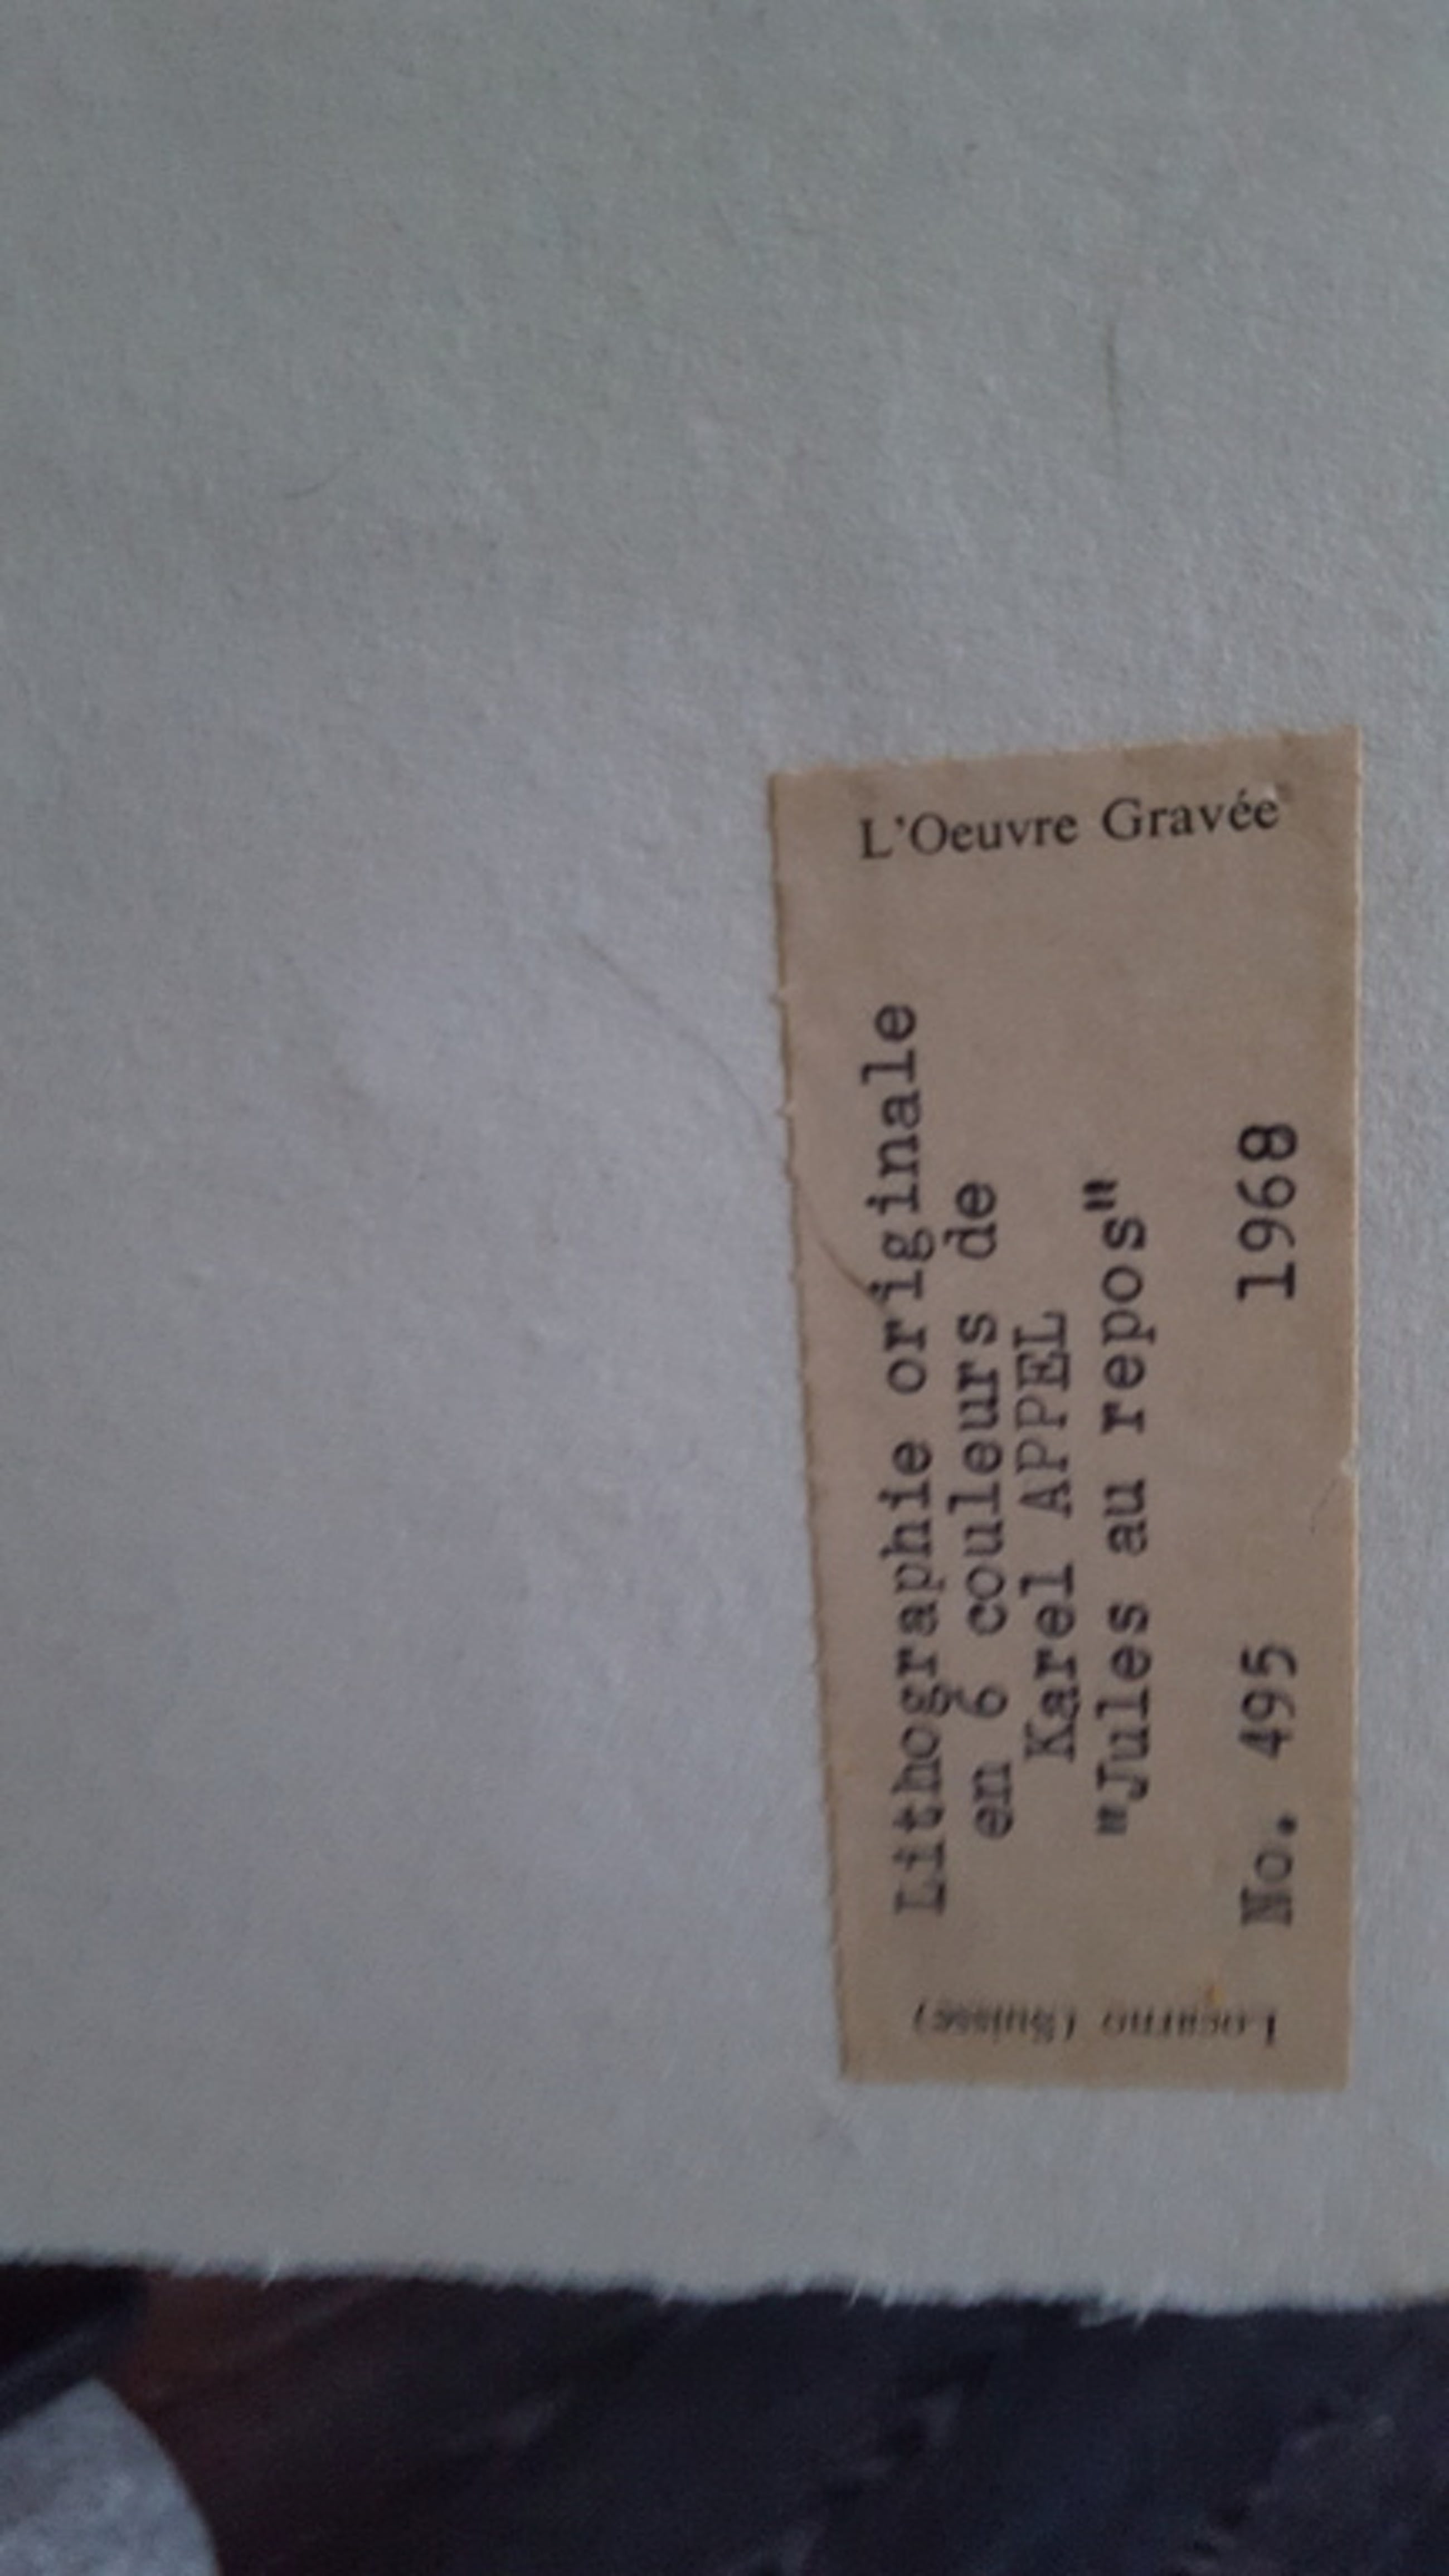 L'Oeuvre Gravée
Lithographie originale
en 6 couleurs de
Karel APPEL
"Jules au repos"
No. 495 1968
Locarno (Suisse)